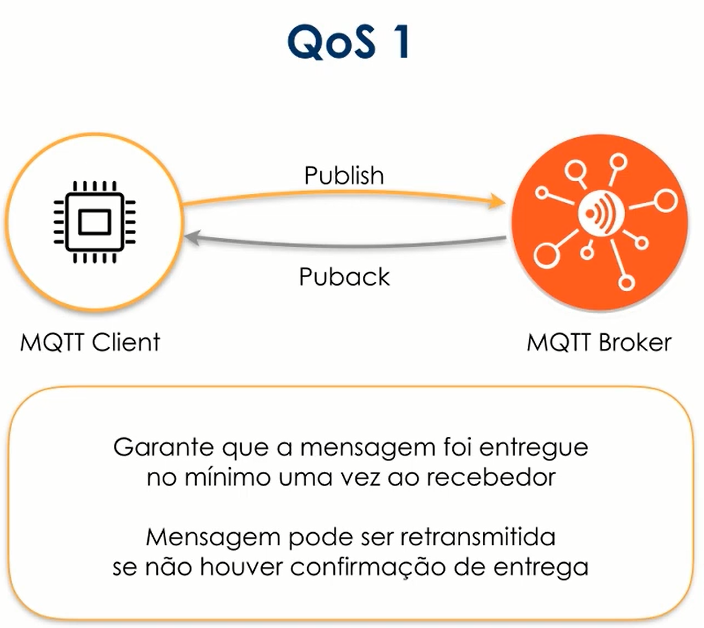 QoS 1
Publish
Puback
MQTT Client
MQTT Broker
Garante que a mensagem foi entregue
no mínimo uma vez ao recebedor
Mensagem pode ser retransmitida
se não houver confirmação de entrega